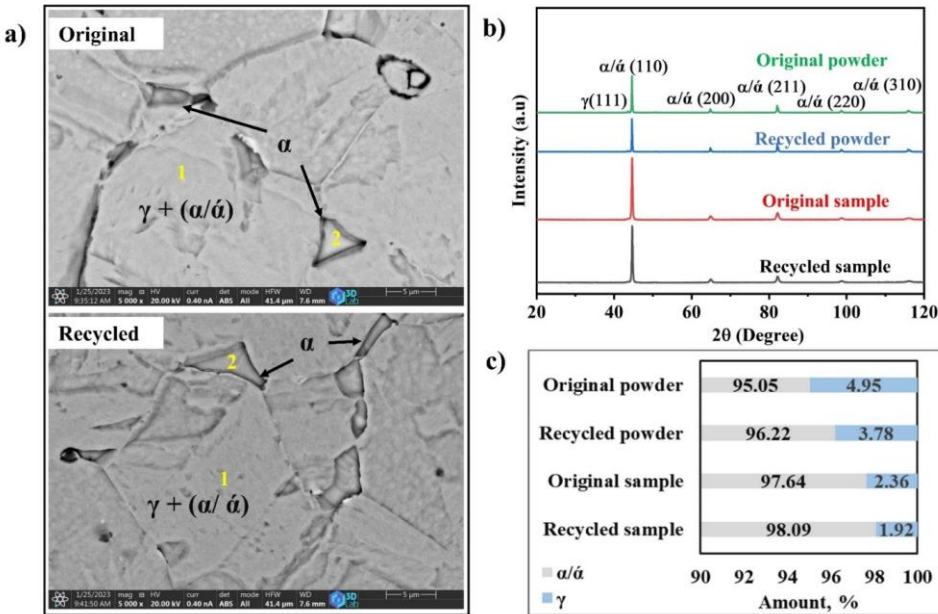 a)
Original
α
1
γ + (α/ά)
2
1/25/2023 mag HV curr det mode HFW WD 5 µm
9:35:12 AM 5 000 x 20.00 kV 0.40 nA ABS All 41.4 µm 7.6 mm 3D Lab
Recycled
2
α
1
γ + (α/ ά)
1/25/2023 mag HV curr det mode HFW WD 5 µm
9:41:50 AM 5 000 x 20.00 kV 0.40 nA ABS All 41.4 µm 7.6 mm 3D Lab
b)
Original powder
α/ά (110)
α/ά (211)
α/ά (310)
γ(111)
α/ά (200)
α/ά (220)
Recycled powder
Original sample
Recycled sample
Intensity (a.u)
20 40 60 80 100 120
2θ (Degree)
c)
Original powder 95.05 4.95
Recycled powder 96.22 3.78
Original sample 97.64 2.36
Recycled sample 98.09 1.92
α/ά
γ
90 92 94 96 98 100
Amount, %